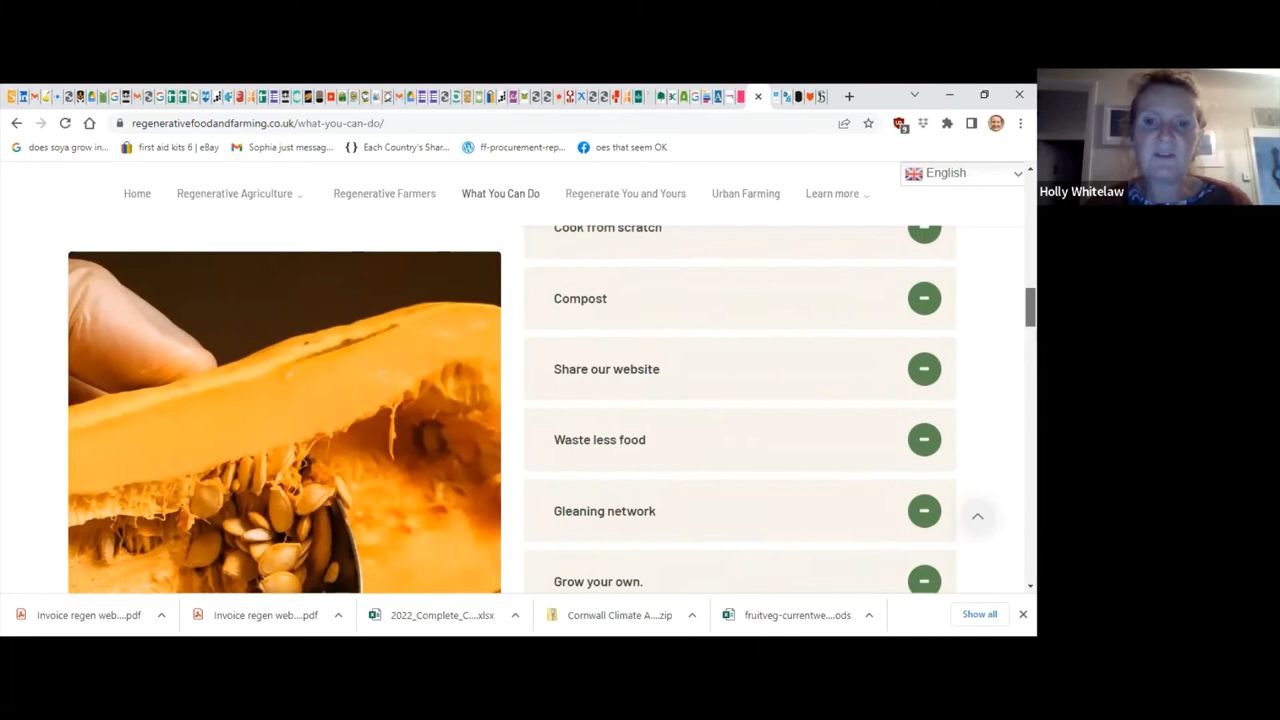 regenerativefoodandfarming.co.uk/what-you-can-do/
does soya grow in...
first aid kits 6 | eBay
Sophia just messag...
Each Country's Shar...
ff-procurement-rep...
oes that seem OK
English
Home
Regenerative Agriculture
Regenerative Farmers
What You Can Do
Regenerate You and Yours
Urban Farming
Learn more
Holly Whitelaw
Cook from scratch
Compost
Share our website
Waste less food
Gleaning network
Grow your own.
Invoice regen web....pdf
Invoice regen web....pdf
2022_Complete_C....xlsx
Cornwall Climate A....zip
fruitveg-currentwe....ods
Show all